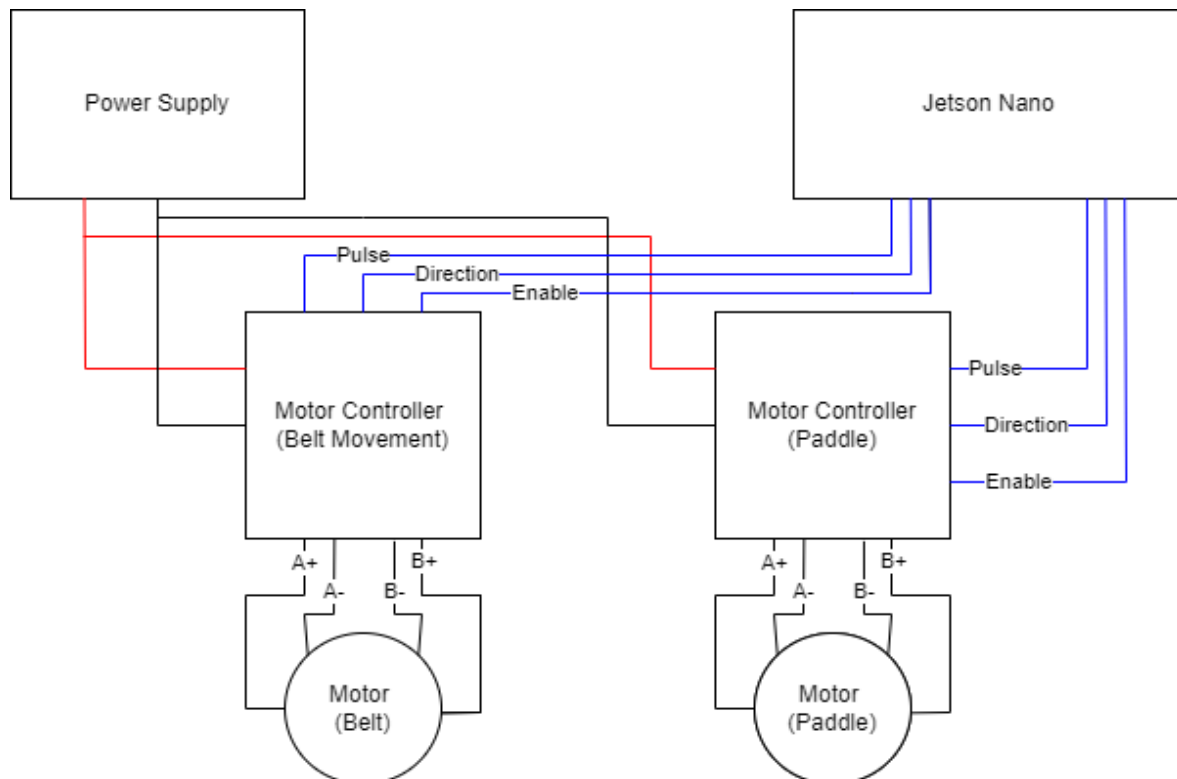 Power Supply
Jetson Nano
Pulse
Direction
Enable
Motor Controller
(Belt Movement)
Motor Controller
(Paddle)
Pulse
Direction
Enable
A+
A-
B-
B+
A+
A-
B-
B+
Motor
(Belt)
Motor
(Paddle)